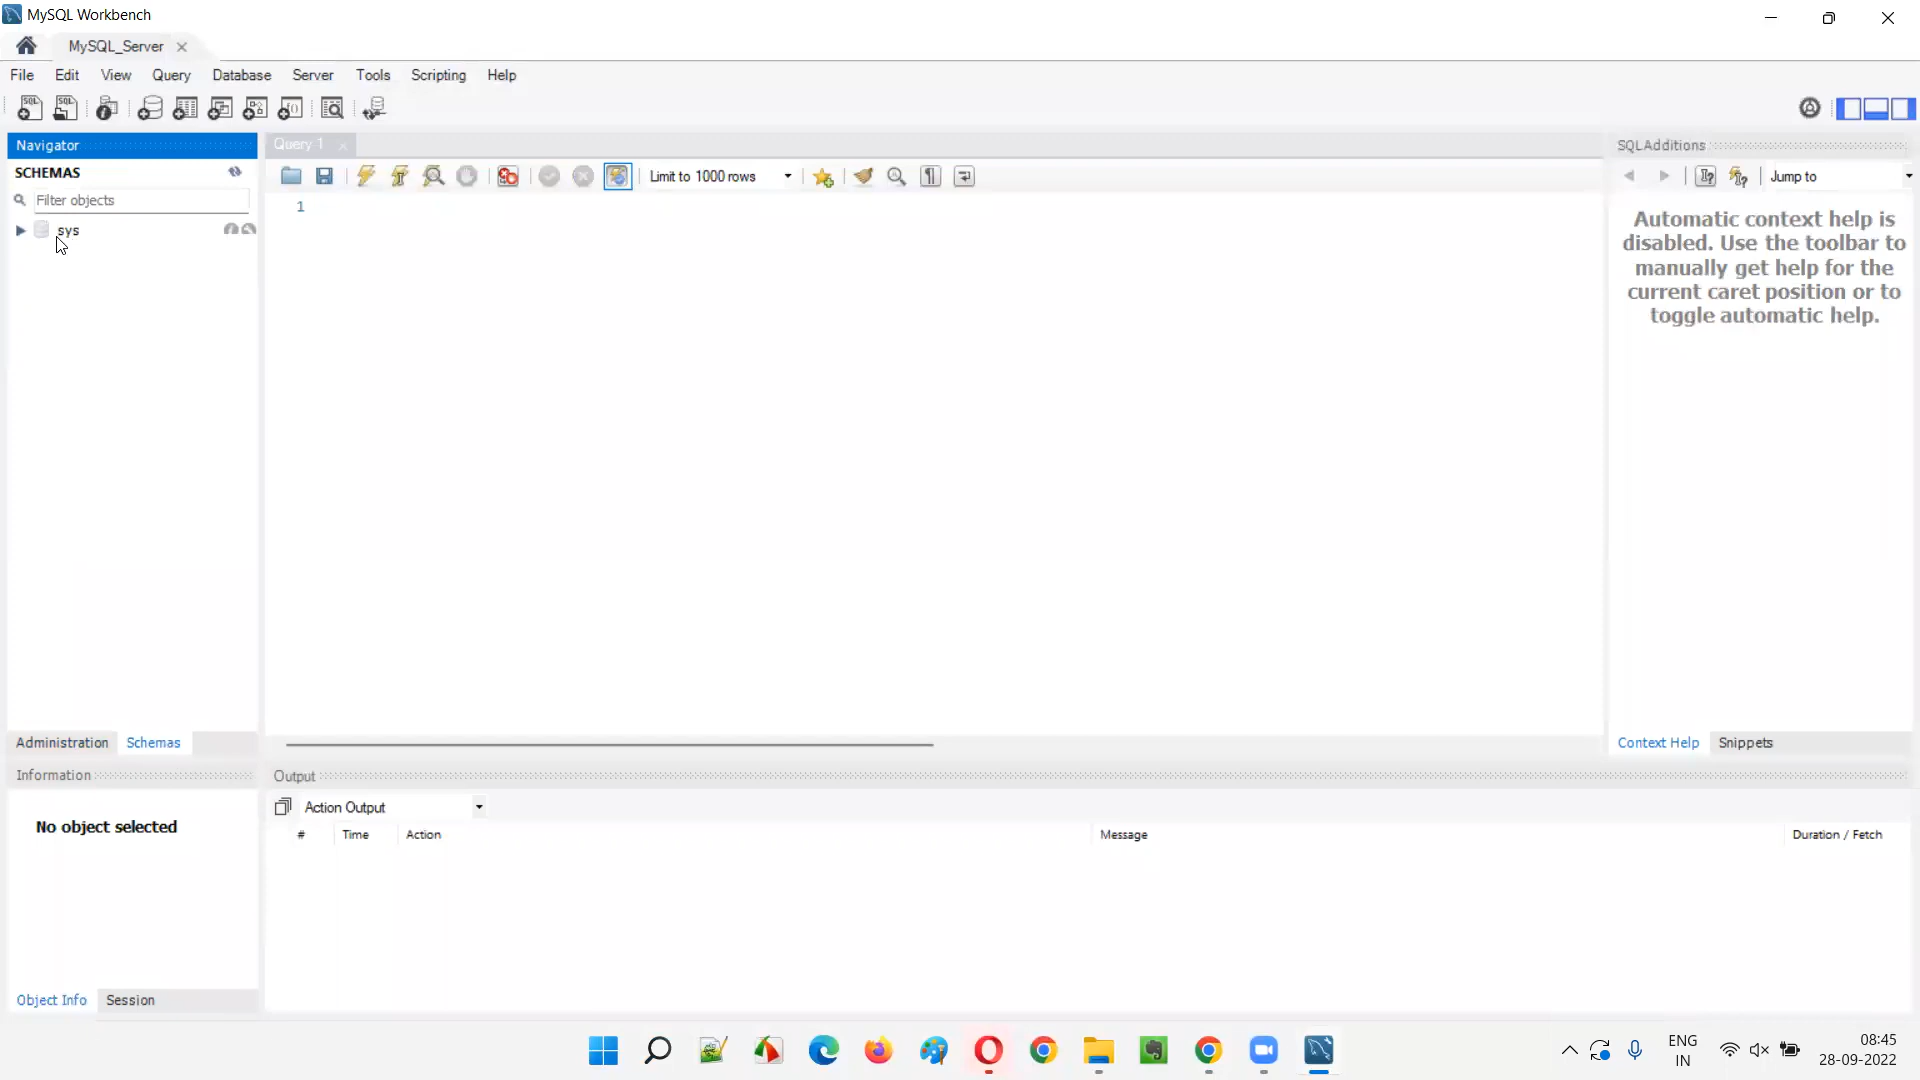 MySQL Workbench
MySQL_Server
File Edit View Query Database Server Tools Scripting Help
Navigator
SCHEMAS
Filter objects
sys
Administration Schemas
Information
No object selected
Object Info Session
Query 1
Limit to 1000 rows
1
Output
Action Output
# Time Action Message Duration / Fetch
SQLAdditions
Jump to
Automatic context help is
disabled. Use the toolbar to
manually get help for the
current caret position or to
toggle automatic help.
Context Help Snippets
ENG
IN
08:45
28-09-2022